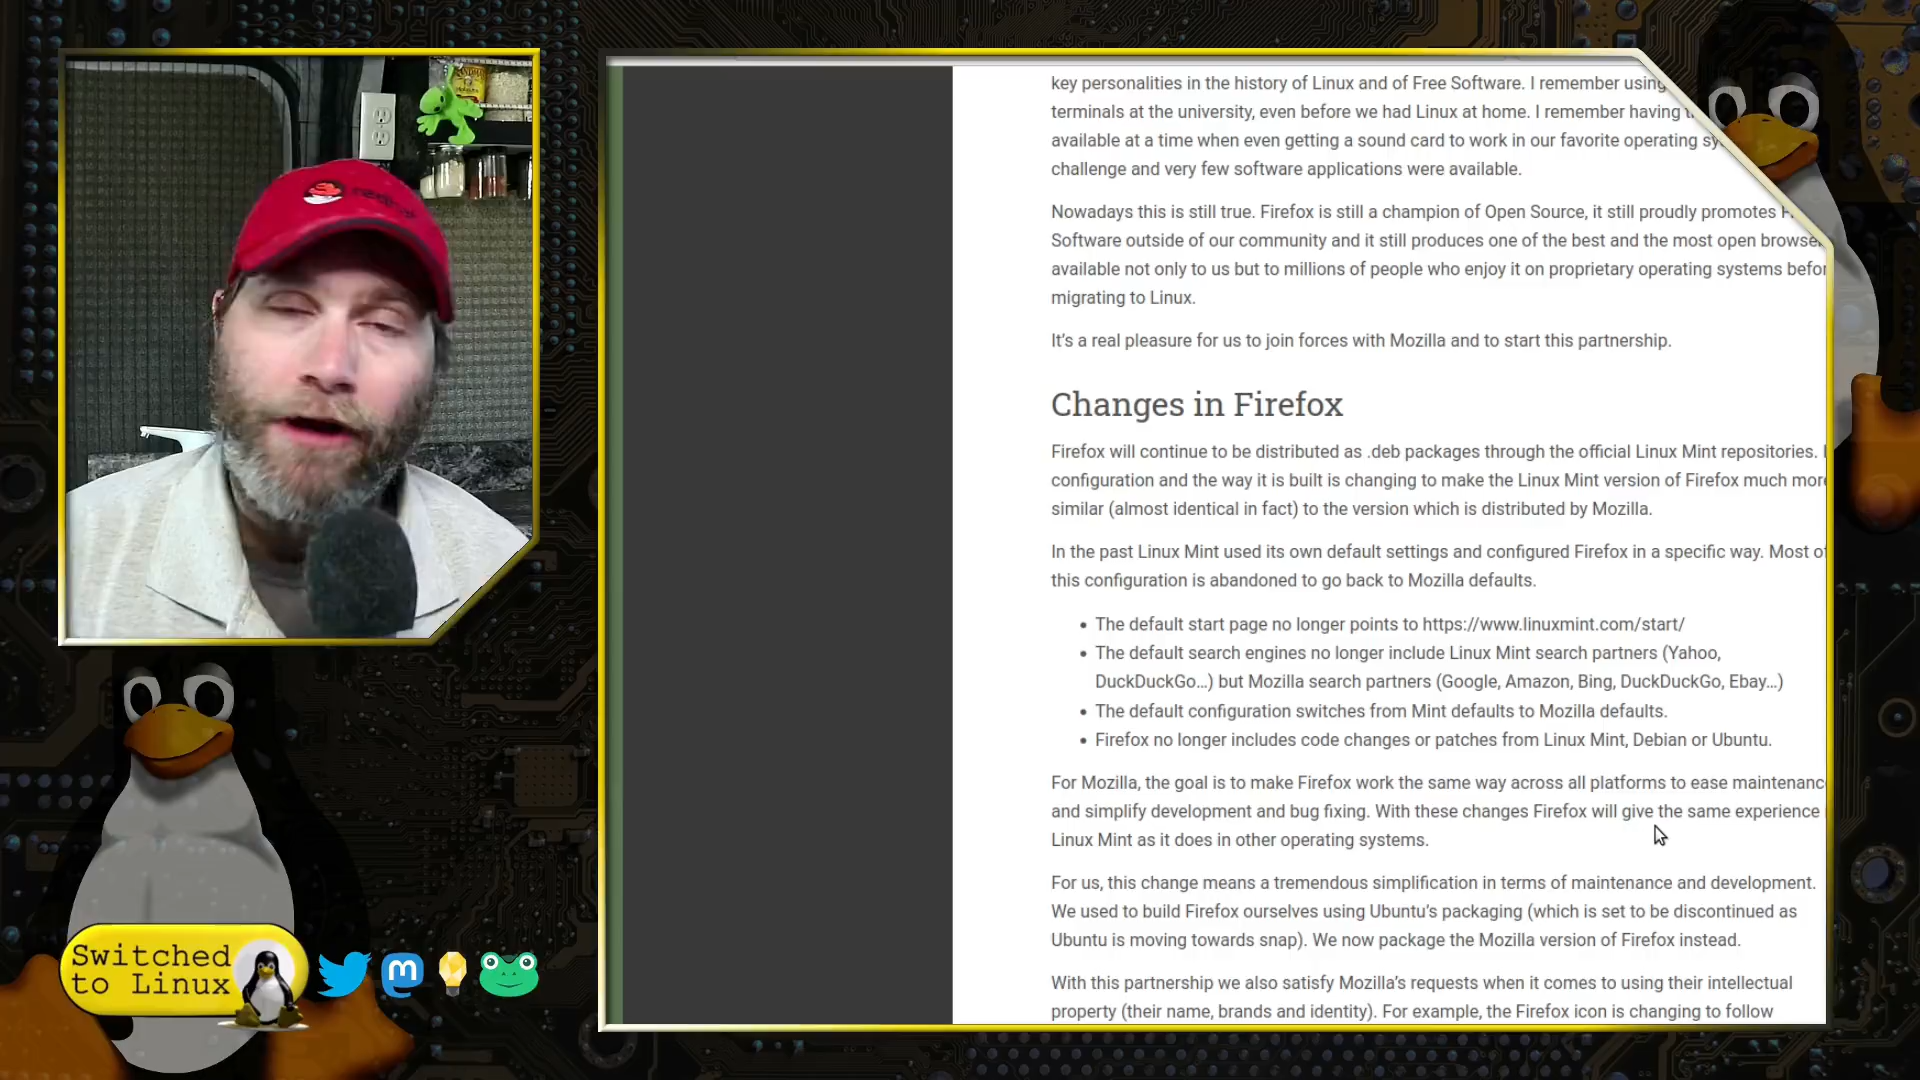 redhat
key personalities in the history of Linux and of Free Software. I remember using
terminals at the university, even before we had Linux at home. I remember having
available at a time when even getting a sound card to work in our favorite operating
challenge and very few software applications were available.
Nowadays this is still true. Firefox is still a champion of Open Source, it still proudly promotes
Software outside of our community and it still produces one of the best and the most open
available not only to us but to millions of people who enjoy it on proprietary operating systems
migrating to Linux.
It's a real pleasure for us to join forces with Mozilla and to start this partnership.
Changes in Firefox
Firefox will continue to be distributed as .deb packages through the official Linux Mint repositories.
configuration and the way it is built is changing to make the Linux Mint version of Firefox much more
similar (almost identical in fact) to the version which is distributed by Mozilla.
In the past Linux Mint used its own default settings and configured Firefox in a specific way. Most of
this configuration is abandoned to go back to Mozilla defaults.
• The default start page no longer points to https://www.linuxmint.com/start/
• The default search engines no longer include Linux Mint search partners (Yahoo,
DuckDuckGo…) but Mozilla search partners (Google, Amazon, Bing, DuckDuckGo, Ebay…)
• The default configuration switches from Mint defaults to Mozilla defaults.
• Firefox no longer includes code changes or patches from Linux Mint, Debian or Ubuntu.
For Mozilla, the goal is to make Firefox work the same way across all platforms to ease
and simplify development and bug fixing. With these changes Firefox will give the same experience
Linux Mint as it does in other operating systems.
For us, this change means a tremendous simplification in terms of maintenance and development.
We used to build Firefox ourselves using Ubuntu's packaging (which is set to be discontinued as
Ubuntu is moving towards snap). We now package the Mozilla version of Firefox instead.
With this partnership we also satisfy Mozilla's requests when it comes to using their intellectual
property (their name, brands and identity). For example, the Firefox icon is changing to follow
Switched
to Linux